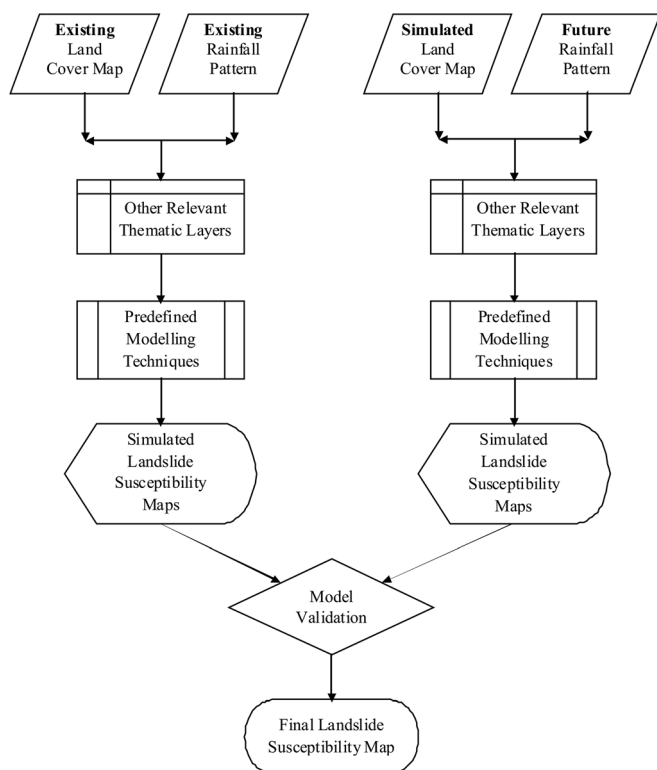 Existing
Land
Cover Map
Existing
Rainfall
Pattern
Simulated
Land
Cover Map
Future
Rainfall
Pattern
Other Relevant
Thematic Layers
Other Relevant
Thematic Layers
Predefined
Modelling
Techniques
Predefined
Modelling
Techniques
Simulated
Landslide
Susceptibility
Maps
Simulated
Landslide
Susceptibility
Maps
Model
Validation
Final Landslide
Susceptibility Map